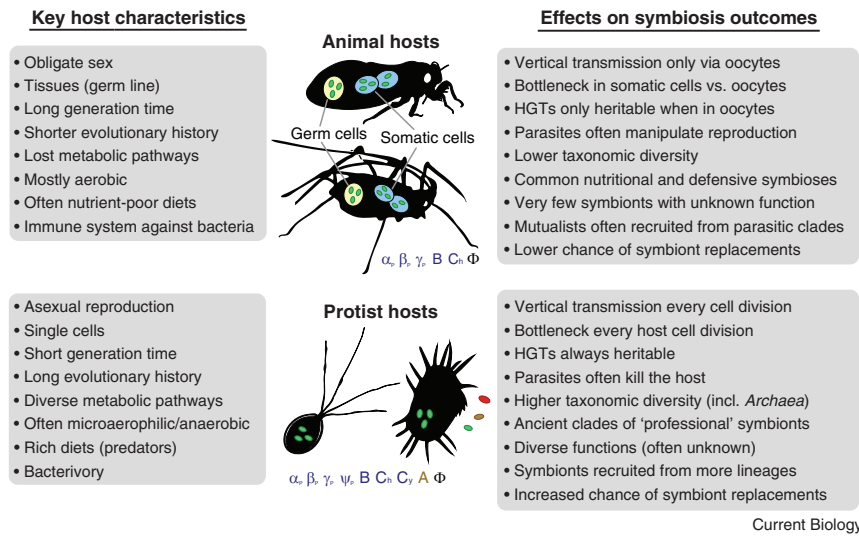 Key host characteristics
Effects on symbiosis outcomes
Animal hosts
• Obligate sex
• Tissues (germ line)
• Long generation time
• Shorter evolutionary history
• Lost metabolic pathways
• Mostly aerobic
• Often nutrient-poor diets
• Immune system against bacteria
Germ cells
Somatic cells
αₚ βₚ γₚ B Cₕ Φ
• Vertical transmission only via oocytes
• Bottleneck in somatic cells vs. oocytes
• HGTs only heritable when in oocytes
• Parasites often manipulate reproduction
• Lower taxonomic diversity
• Common nutritional and defensive symbioses
• Very few symbionts with unknown function
• Mutualists often recruited from parasitic clades
• Lower chance of symbiont replacements
Protist hosts
• Asexual reproduction
• Single cells
• Short generation time
• Long evolutionary history
• Diverse metabolic pathways
• Often microaerophilic/anaerobic
• Rich diets (predators)
• Bacterivory
αₚ βₚ γₚ ψₚ B Cₕ Cᵧ A Φ
• Vertical transmission every cell division
• Bottleneck every host cell division
• HGTs always heritable
• Parasites often kill the host
• Higher taxonomic diversity (incl. Archaea)
• Ancient clades of ‘professional’ symbionts
• Diverse functions (often unknown)
• Symbionts recruited from more lineages
• Increased chance of symbiont replacements
Current Biology